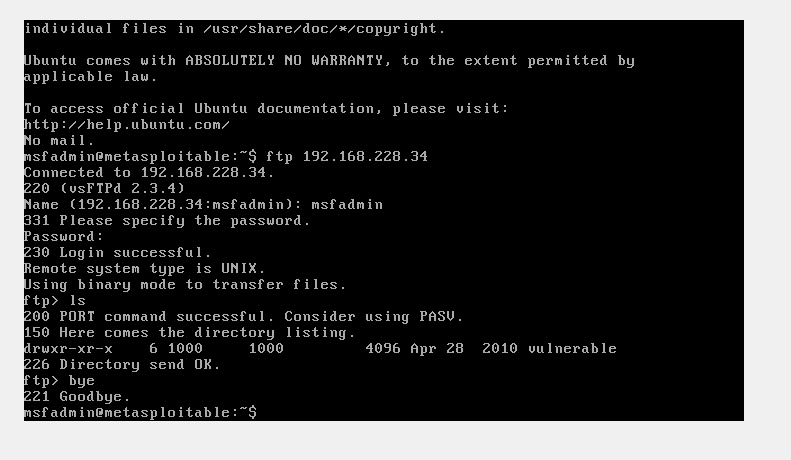 individual files in /usr/share/doc/*/copyright.
Ubuntu comes with ABSOLUTELY NO WARRANTY, to the extent permitted by
applicable law.
To access official Ubuntu documentation, please visit:
http://help.ubuntu.com/
No mail.
msfadmin@metasploitable:~$ ftp 192.168.228.34
Connected to 192.168.228.34.
220 (vsFTPd 2.3.4)
Name (192.168.228.34:msfadmin): msfadmin
331 Please specify the password.
Password:
230 Login successful.
Remote system type is UNIX.
Using binary mode to transfer files.
ftp> ls
200 PORT command successful. Consider using PASV.
150 Here comes the directory listing.
drwxr-xr-x    6 1000     1000         4096 Apr 28  2010 vulnerable
226 Directory send OK.
ftp> bye
221 Goodbye.
msfadmin@metasploitable:~$